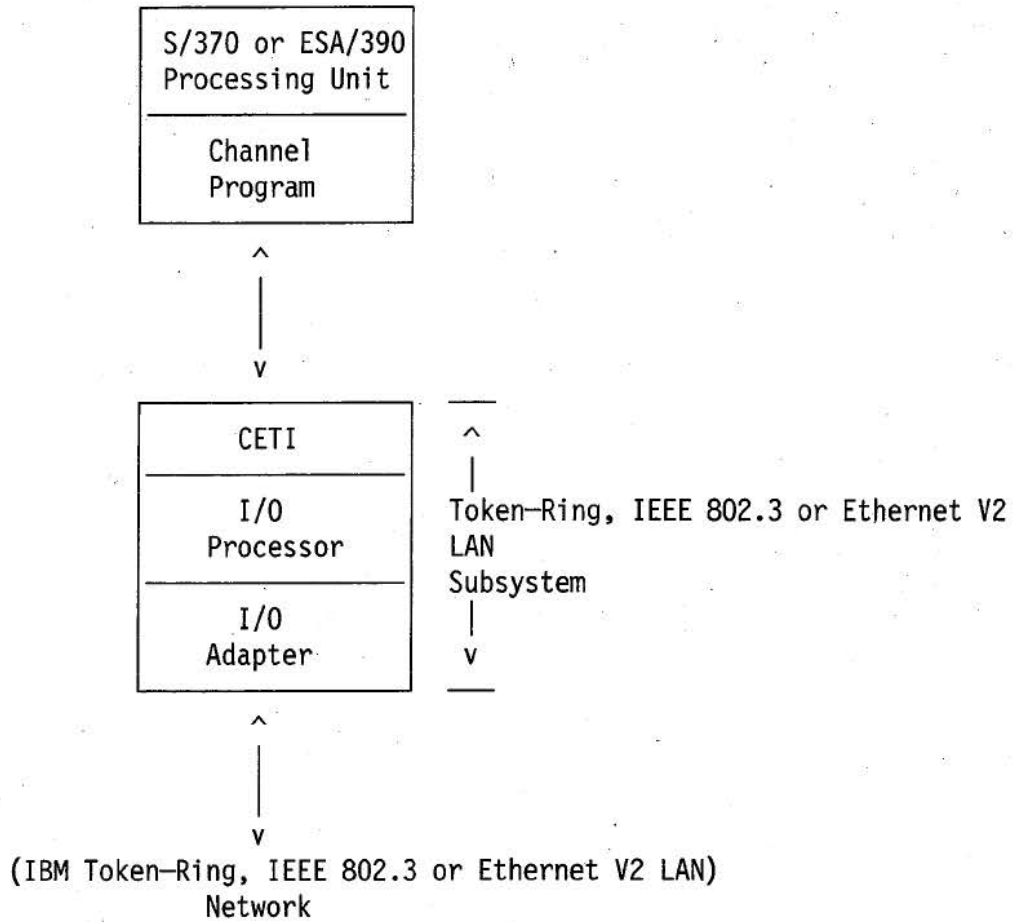 S/370 or ESA/390
Processing Unit
Channel
Program
CETI
I/O
Processor
I/O
Adapter
Token-Ring, IEEE 802.3 or Ethernet V2
LAN
Subsystem
(IBM Token-Ring, IEEE 802.3 or Ethernet V2 LAN)
Network